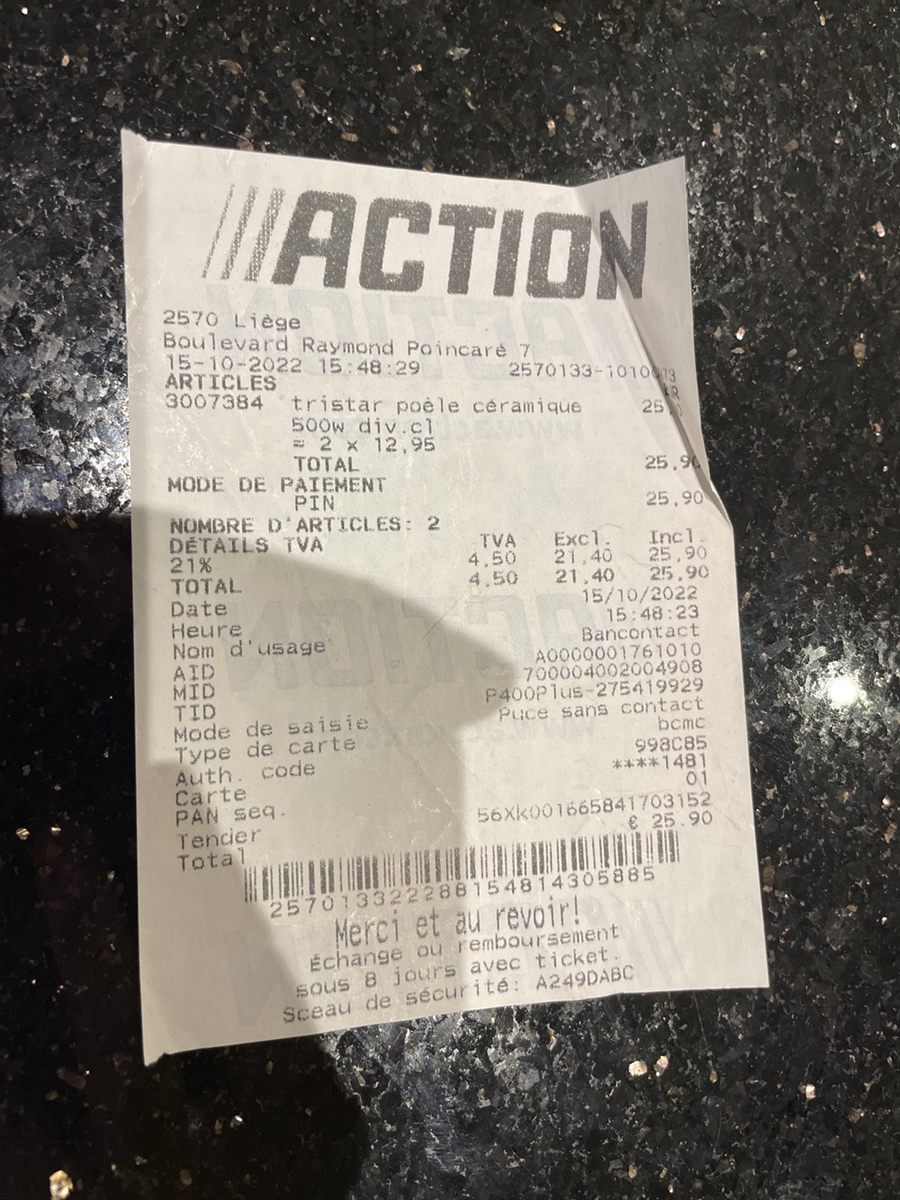 ACTION
2570 Liège
Boulevard Raymond Poincaré 7
15-10-2022 15:48:29 2570133-1010013
ARTICLES
3007384 tristar poêle céramique
500w div.cl
= 2 x 12,95
TOTAL 25,90
MODE DE PAIEMENT
PIN 25,90
NOMBRE D'ARTICLES: 2
DÉTAILS TVA TVA Excl. Incl.
21% 4,50 21,40 25,90
TOTAL 4,50 21,40 25,90
Date 15/10/2022
Heure 15:48:23
Nom d'usage Bancontact
AID A0000001761010
MID 700004002004908
TID P400Plus-275419929
Mode de saisie Puce sans contact
Type de carte bcmc
Auth. code 998C85
Carte ****1481
PAN seq. 01
Tender 56Xk001665841703152
Total € 25.90
257013322288154814305885
Merci et au revoir!
Échange ou remboursement
sous 8 jours avec ticket.
Sceau de sécurité: A249DABC